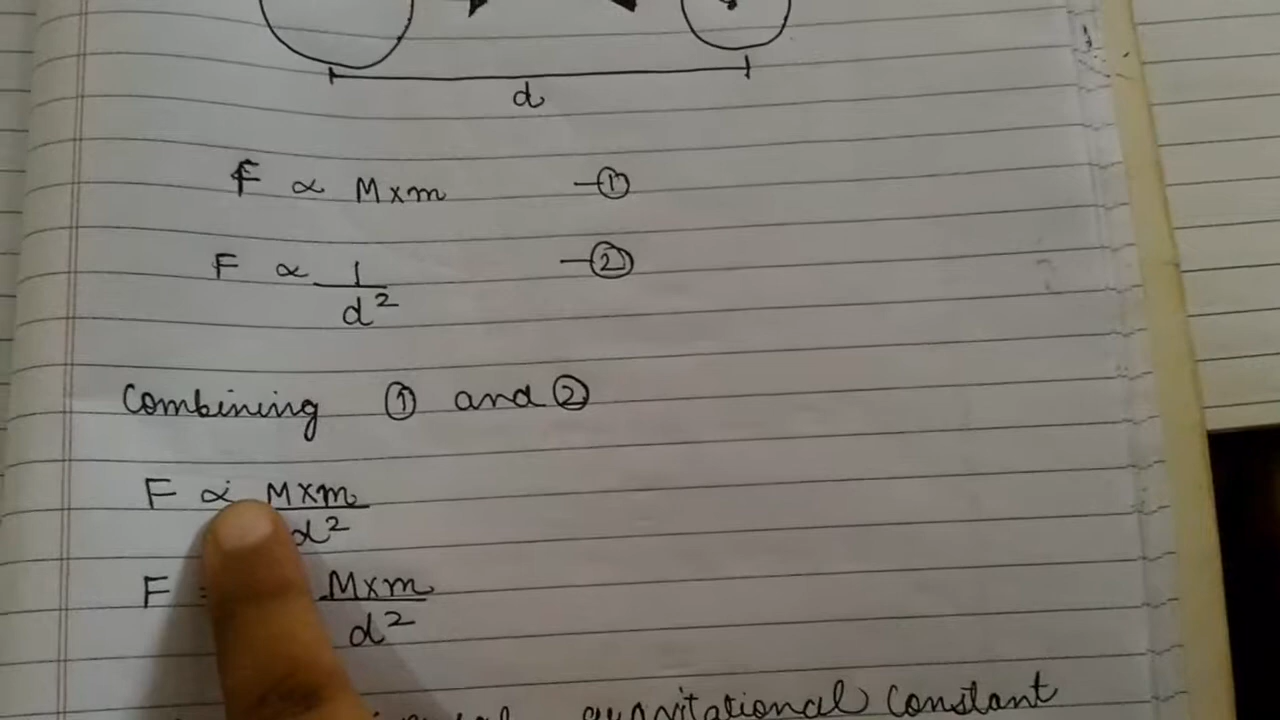 d
F ∝ M×m —①
F ∝ 1/d²
—②
Combining ① and ②
F ∝ M×m/d²
F = M×m/d²
gravitational constant